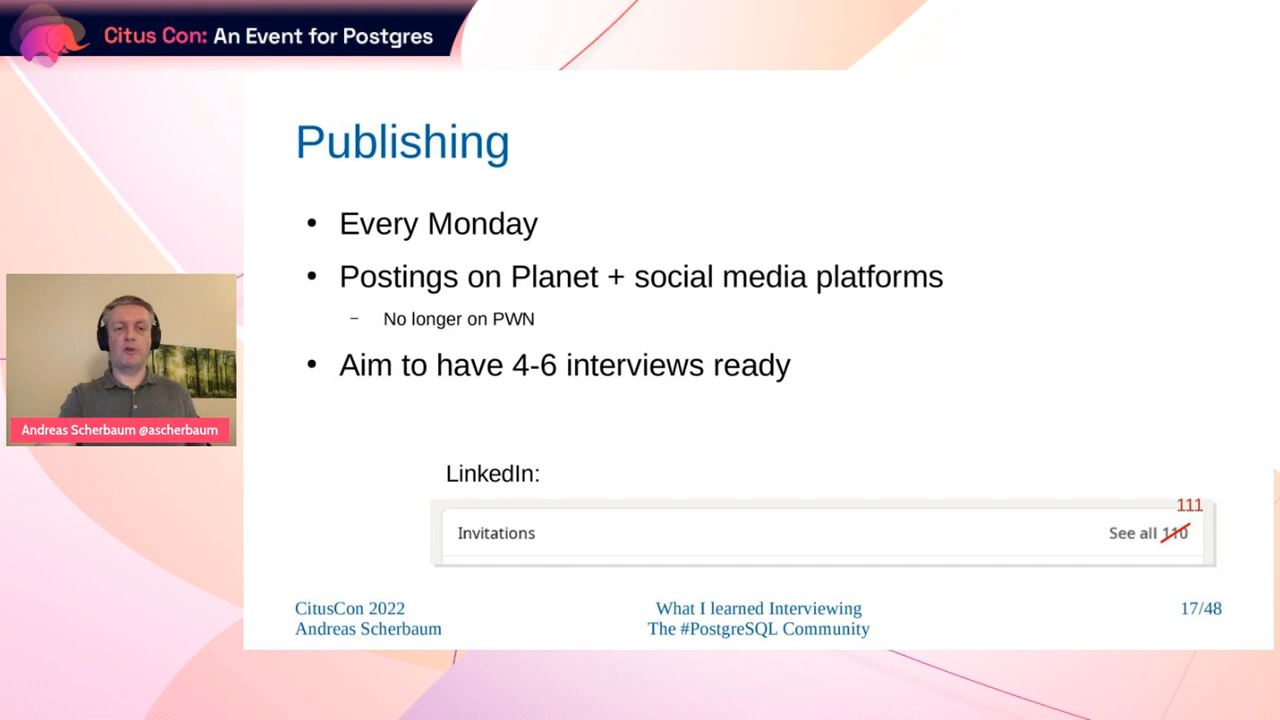 Citus Con: An Event for Postgres
Publishing
• Every Monday
• Postings on Planet + social media platforms
– No longer on PWN
• Aim to have 4-6 interviews ready
Andreas Scherbaum @ascherbaum
LinkedIn:
111
Invitations See all 110
CitusCon 2022
Andreas Scherbaum
What I learned Interviewing
The #PostgreSQL Community
17/48